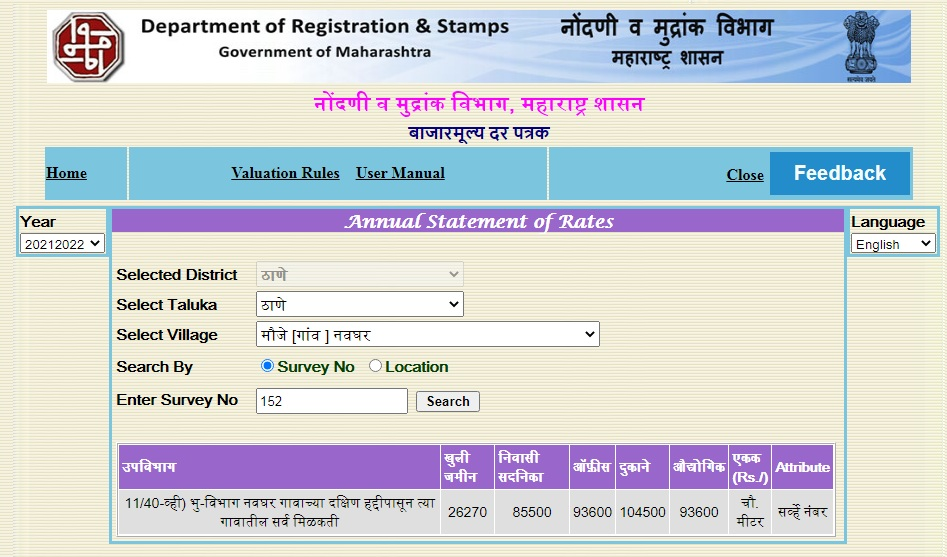 Department of Registration & Stamps
Government of Maharashtra
नोंदणी व मुद्रांक विभाग
महाराष्ट्र शासन
नोंदणी व मुद्रांक विभाग, महाराष्ट्र शासन
बाजारमूल्य दर पत्रक
Home Valuation Rules User Manual Close Feedback
Year
20212022
Annual Statement of Rates
Language
English
Selected District ठाणे
Select Taluka ठाणे
Select Village मौजे [गांव ] नवघर
Search By Survey No Location
Enter Survey No 152 Search
उपविभाग खुली जमीन निवासी सदनिका ऑफ़ीस दुकाने औद्योगिक एकक (Rs./) Attribute
11/40-व्ही) भु-विभाग नवघर गावाच्या दक्षिण हद्दीपासून त्या गावातील सर्व मिळकती 26270 85500 93600 104500 93600 चौ. मीटर सर्व्हे नंबर